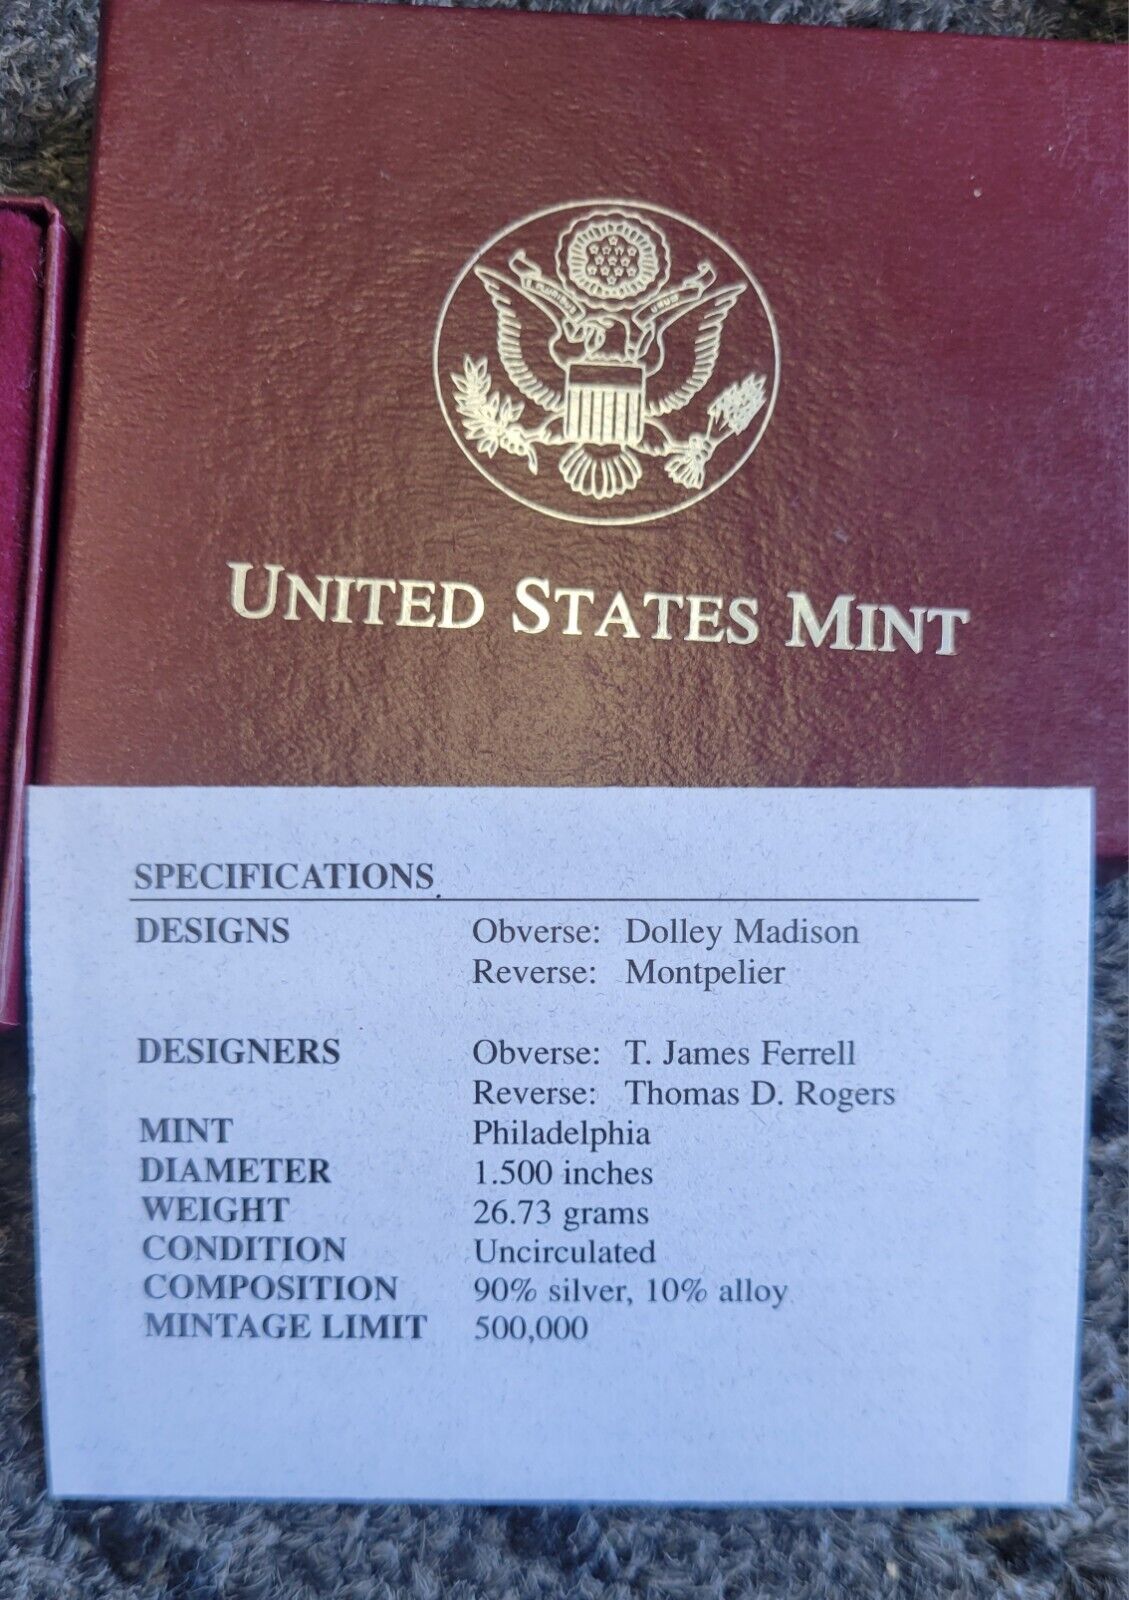 E PLURIBUS UNUM
UNITED STATES MINT
SPECIFICATIONS
DESIGNS Obverse: Dolley Madison
Reverse: Montpelier
DESIGNERS Obverse: T. James Ferrell
Reverse: Thomas D. Rogers
MINT Philadelphia
DIAMETER 1.500 inches
WEIGHT 26.73 grams
CONDITION Uncirculated
COMPOSITION 90% silver, 10% alloy
MINTAGE LIMIT 500,000